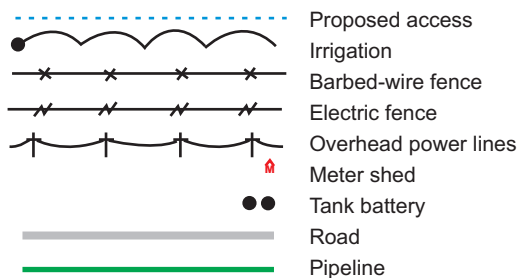 Proposed access
Irrigation
Barbed-wire fence
Electric fence
Overhead power lines
M Meter shed
Tank battery
Road
Pipeline